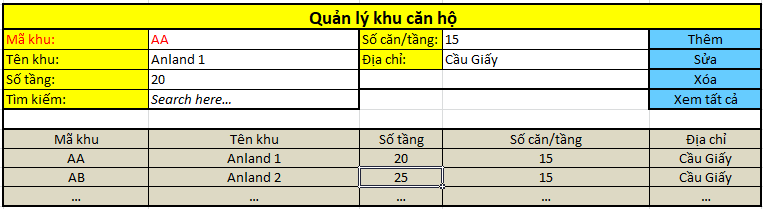 Quản lý khu căn hộ
Mã khu: AA Số căn/tầng: 15 Thêm
Tên khu: Anland 1 Địa chỉ: Cầu Giấy Sửa
Số tầng: 20 Xóa
Tìm kiếm: Search here... Xem tất cả
Mã khu Tên khu Số tầng Số căn/tầng Địa chỉ
AA Anland 1 20 15 Cầu Giấy
AB Anland 2 25 15 Cầu Giấy
... ... ... ... ...